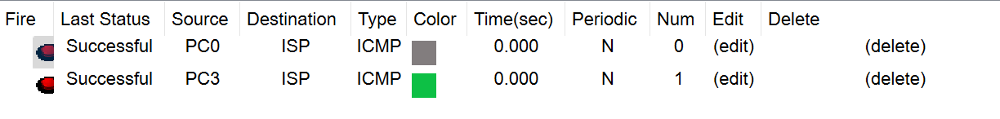 Fire Last Status Source Destination Type Color Time(sec) Periodic Num Edit Delete
Successful PC0 ISP ICMP 0.000 N 0 (edit) (delete)
Successful PC3 ISP ICMP 0.000 N 1 (edit) (delete)